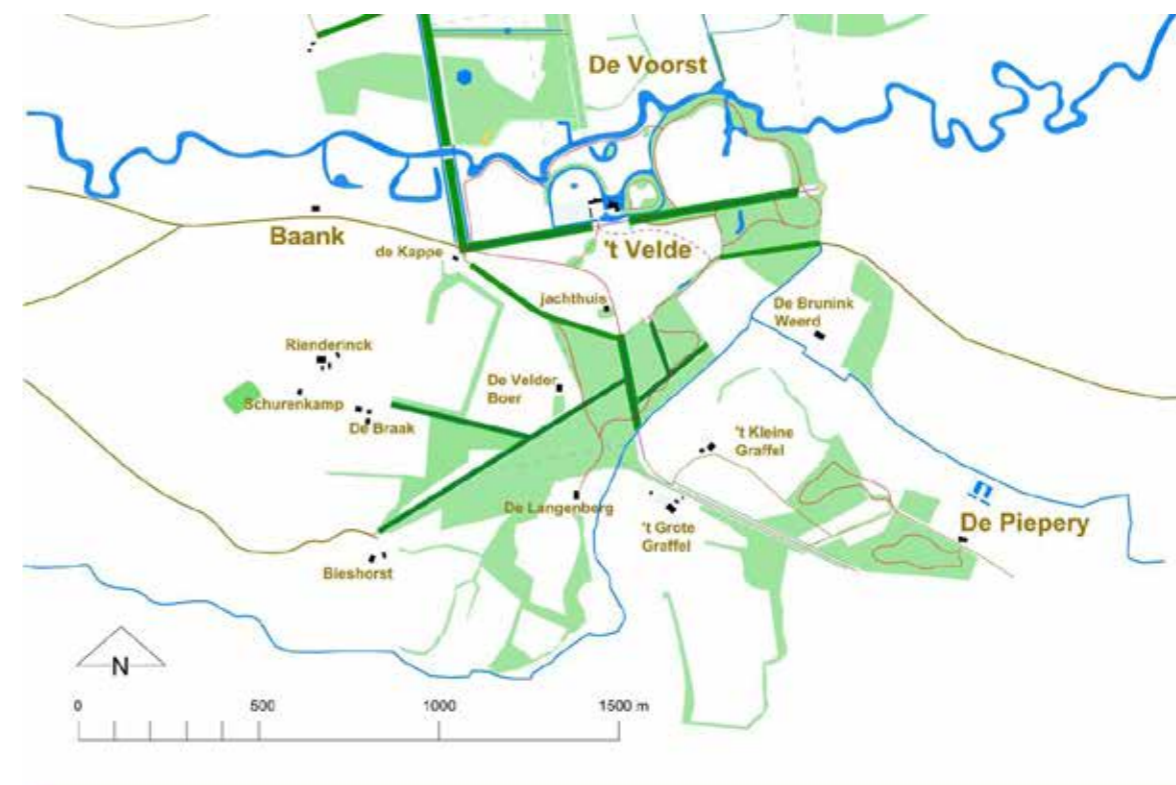 De Voorst
Baank
de Kappe
't Velde
jachthuis
De Brunink
Weerd
Rienderinck
De Velder
Boer
Schurenkamp
De Braak
't Kleine
Graffel
De Langenberg
't Grote
Graffel
De Piepery
Bieshorst
N
0 500 1000 1500 m